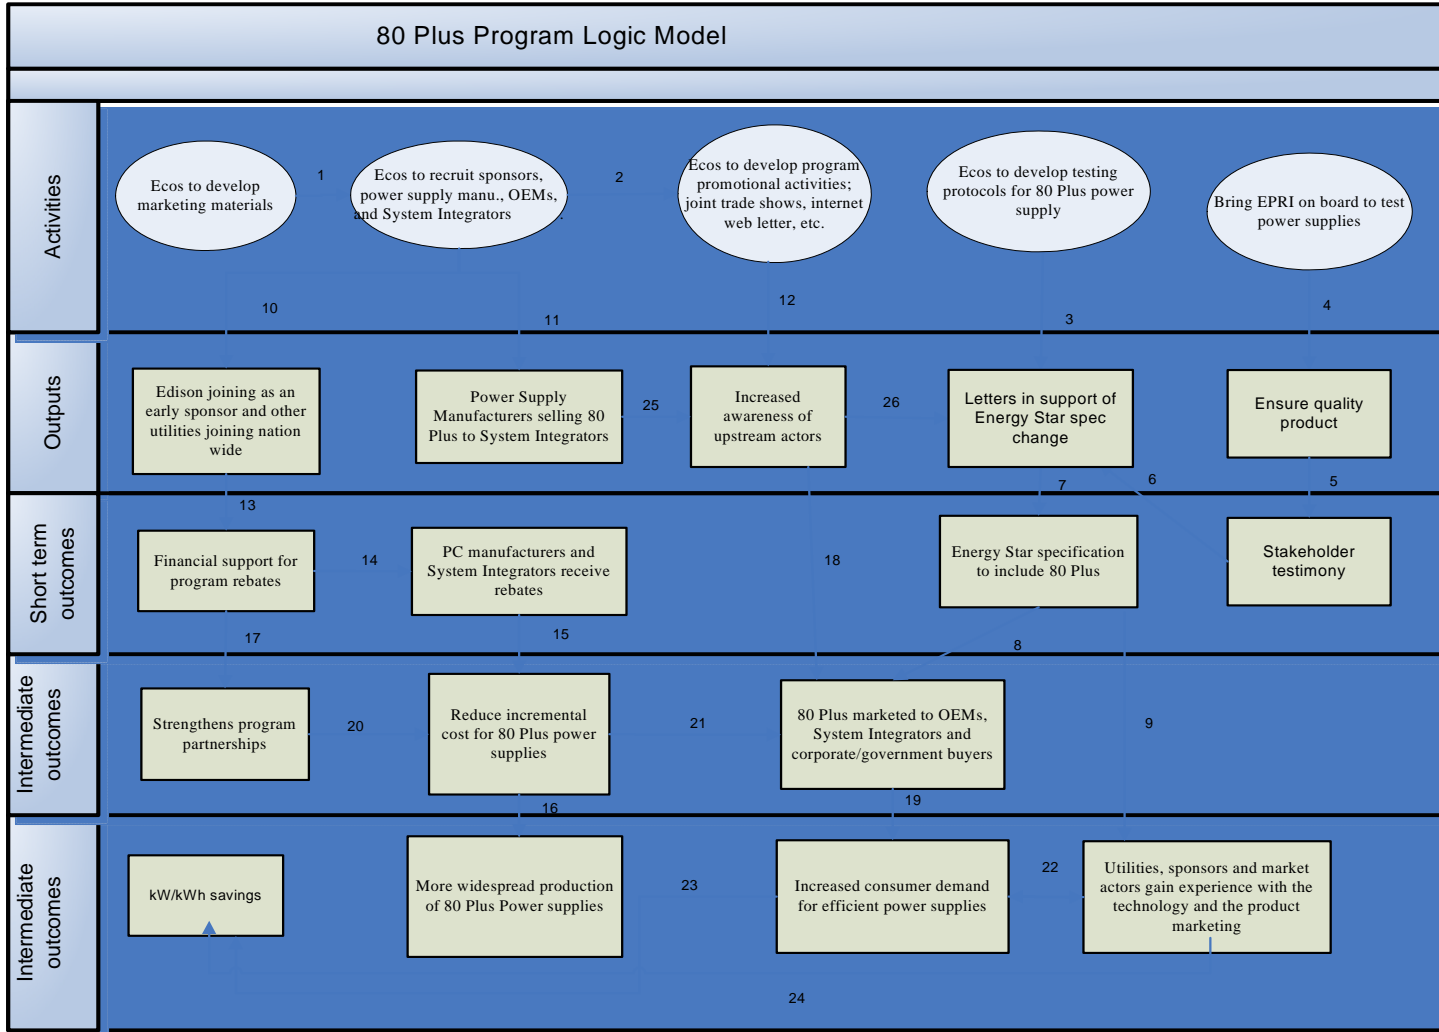 80 Plus Program Logic Model
Activities
Ecos to develop
marketing materials
1
Ecos to recruit sponsors,
power supply manu., OEMs,
and System Integrators
.
2
Ecos to develop program
promotional activities;
joint trade shows, internet
web letter, etc.
Ecos to develop testing
protocols for 80 Plus power
supply
Bring EPRI on board to test
power supplies
10
11
12
3
4
Outputs
Edison joining as an
early sponsor and other
utilities joining nation
wide
Power Supply
Manufacturers selling 80
Plus to System Integrators
25
Increased
awareness of
upstream actors
26
Letters in support of
Energy Star spec
change
Ensure quality
product
13
7
6
5
Short term
outcomes
Financial support for
program rebates
14
PC manufacturers and
System Integrators receive
rebates
18
Energy Star specification
to include 80 Plus
Stakeholder
testimony
17
15
8
Intermediate
outcomes
Strengthens program
partnerships
20
Reduce incremental
cost for 80 Plus power
supplies
21
80 Plus marketed to OEMs,
System Integrators and
corporate/government buyers
9
16
19
Intermediate
outcomes
kW/kWh savings
More widespread production
of 80 Plus Power supplies
23
Increased consumer demand
for efficient power supplies
22
Utilities, sponsors and market
actors gain experience with the
technology and the product
marketing
24